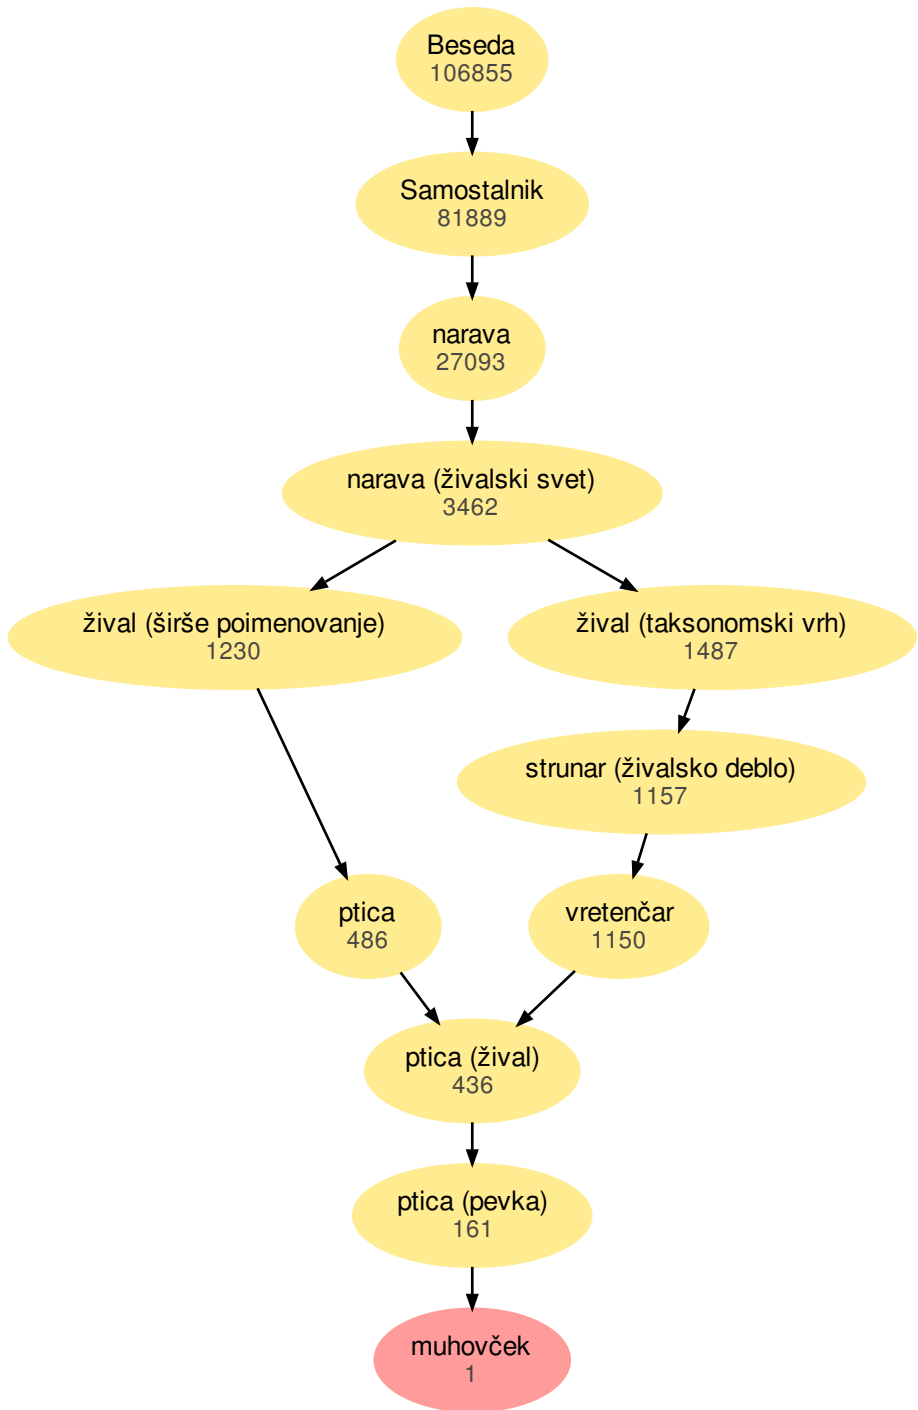 Beseda
106855
Samostalnik
81889
narava
27093
narava (živalski svet)
3462
žival (širše poimenovanje)
1230
žival (taksonomski vrh)
1487
strunar (živalsko deblo)
1157
ptica
486
vretenčar
1150
ptica (žival)
436
ptica (pevka)
161
muhovček
1